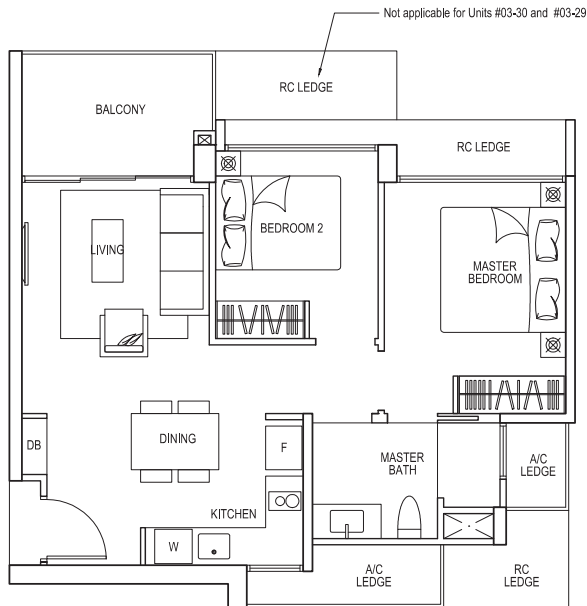 Not applicable for Units #03-30 and #03-29
RC LEDGE
BALCONY
RC LEDGE
BEDROOM 2
LIVING
MASTER
BEDROOM
DB
DINING
F
MASTER
BATH
A/C
LEDGE
KITCHEN
W
A/C
LEDGE
RC
LEDGE